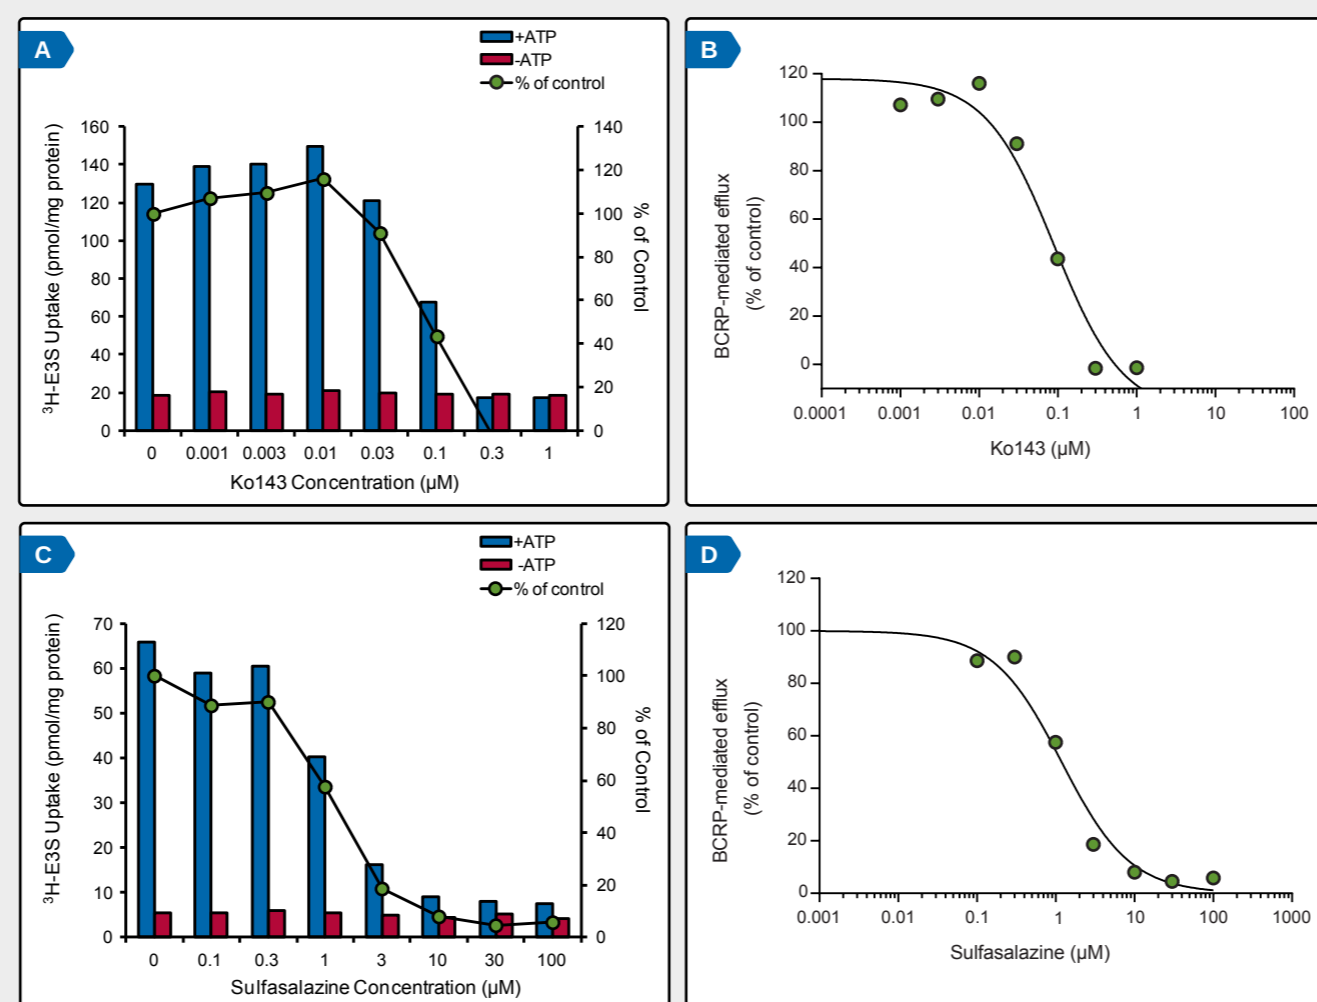 A
+ATP
-ATP
% of control
³H-E3S Uptake (pmol/mg protein)
160
140
120
100
80
60
40
20
0
140
120
100
80
60
40
20
0
% of Control
0 0.001 0.003 0.01 0.03 0.1 0.3 1
Ko143 Concentration (µM)
B
BCRP-mediated efflux
(% of control)
120
100
80
60
40
20
0
0.0001 0.001 0.01 0.1 1 10 100
Ko143 (µM)
C
+ATP
-ATP
% of control
³H-E3S Uptake (pmol/mg protein)
70
60
50
40
30
20
10
0
120
100
80
60
40
20
0
% of Control
0 0.1 0.3 1 3 10 30 100
Sulfasalazine Concentration (µM)
D
BCRP-mediated efflux
(% of control)
120
100
80
60
40
20
0
0.001 0.01 0.1 1 10 100 1000
Sulfasalazine (µM)